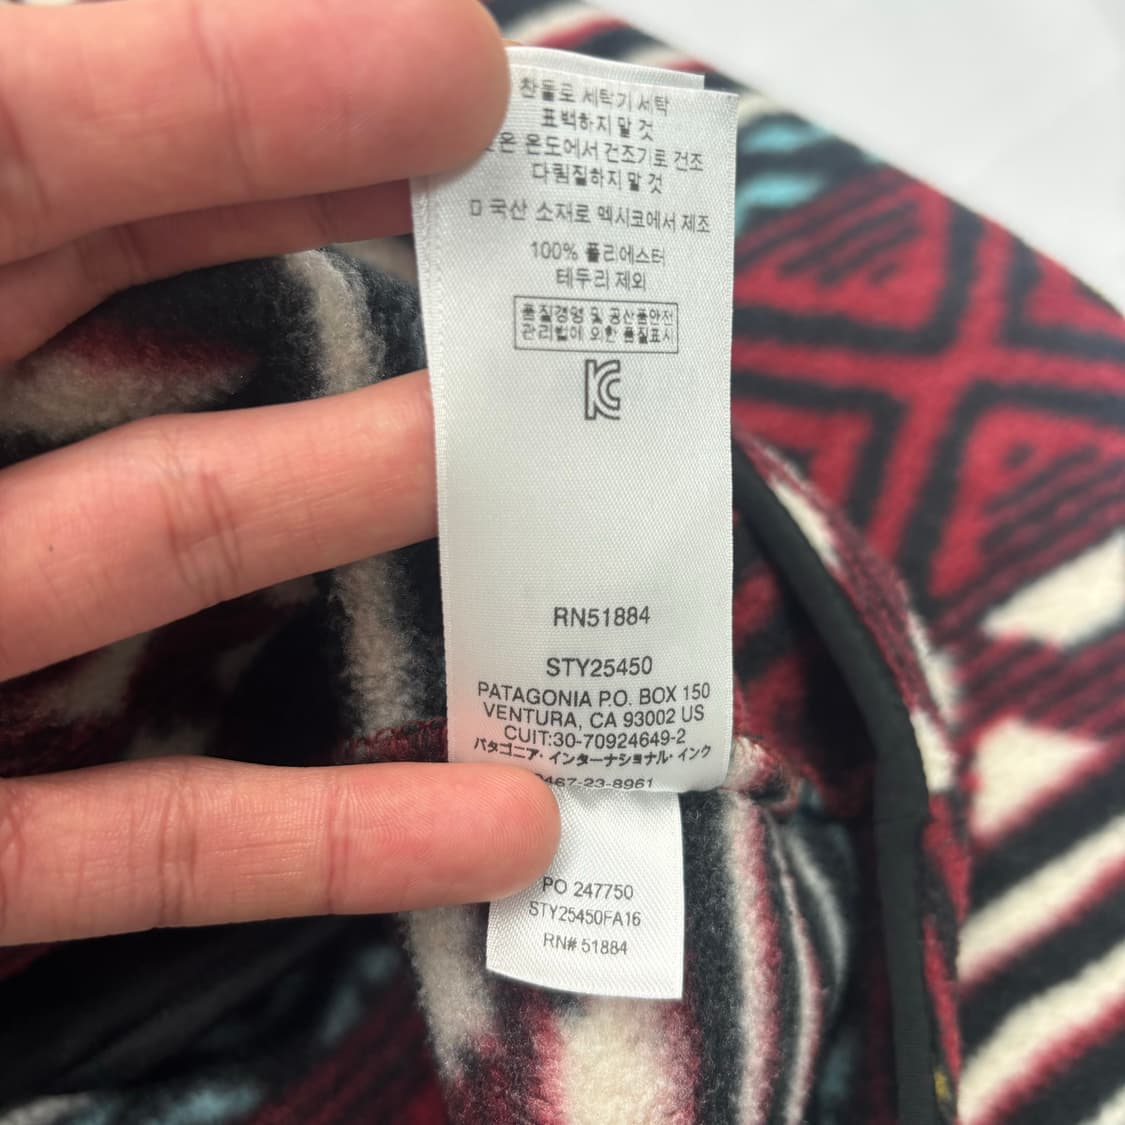 찬물로 세탁기 세탁
표백하지 말 것
온 온도에서 건조기로 건조
다림질하지 말 것
미 국산 소재로 멕시코에서 제조
100% 폴리에스터
테두리 제외
품질경영 및 공산품안전
관리법에 의한 품질표시
KC
RN51884
STY25450
PATAGONIA P.O. BOX 150
VENTURA, CA 93002 US
CUIT:30-70924649-2
パタゴニア・インターナショナル・インク
0467-23-8961
PO 247750
STY25450FA16
RN# 51884